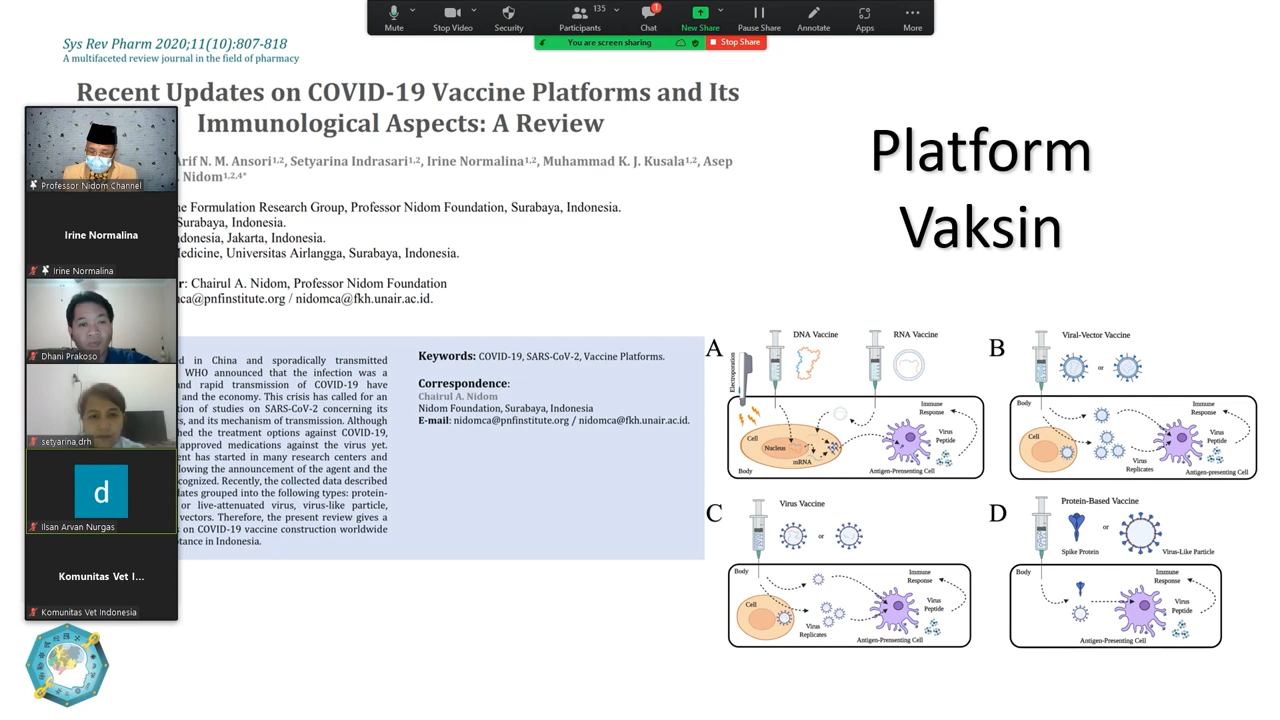 135
1
Mute
Stop Video
Security
Participants
Chat
New Share
Pause Share
Annotate
Apps
More
You are screen sharing
Stop Share
Sys Rev Pharm 2020;11(10):807-818
A multifaceted review journal in the field of pharmacy
Recent Updates on COVID-19 Vaccine Platforms and Its
Immunological Aspects: A Review
Arif N. M. Ansori1,2, Setyarina Indrasari1,2, Irine Normalina1,2, Muhammad K. J. Kusala1,2, Asep
Nidom1,2,4*
Formulation Research Group, Professor Nidom Foundation, Surabaya, Indonesia.
Surabaya, Indonesia.
Jakarta, Indonesia.
Universitas Airlangga, Surabaya, Indonesia.
: Chairul A. Nidom, Professor Nidom Foundation
mca@pnfinstitute.org / nidomca@fkh.unair.ac.id.
ed in China and sporadically transmitted
WHO announced that the infection was a
and rapid transmission of COVID-19 have
and the economy. This crisis has called for an
tion of studies on SARS-CoV-2 concerning its
s, and its mechanism of transmission. Although
hed the treatment options against COVID-19,
approved medications against the virus yet.
ent has started in many research centers and
llowing the announcement of the agent and the
cognized. Recently, the collected data described
dates grouped into the following types: protein-
or live-attenuated virus, virus-like particle,
vectors. Therefore, the present review gives a
s on COVID-19 vaccine construction worldwide
tance in Indonesia.
Keywords: COVID-19, SARS-CoV-2, Vaccine Platforms.
Correspondence:
Chairul A. Nidom
Nidom Foundation, Surabaya, Indonesia
E-mail: nidomca@pnfinstitute.org / nidomca@fkh.unair.ac.id.
Professor Nidom Channel
Irine Normalina
Irine Normalina
Dhani Prakoso
setyarina,drh
d
Ilsan Arvan Nurgas
Komunitas Vet I...
Komunitas Vet Indonesia
Platform
Vaksin
A
DNA Vaccine
RNA Vaccine
Electroporation
Cell
Nucleus
mRNA
Body
Immune
Response
Virus
Peptide
Antigen-Prensenting Cell
B
Viral-Vector Vaccine
or
Body
Cell
Virus
Replicates
Immune
Response
Virus
Peptide
Antigen-presenting Cell
C
Virus Vaccine
or
Body
Cell
Virus
Replicates
Immune
Response
Virus
Peptide
Antigen-Prensenting Cell
D
Protein-Based Vaccine
or
Spike Protein
Virus-Like Particle
Body
Immune
Response
Virus
Peptide
Antigen-Presenting Cell